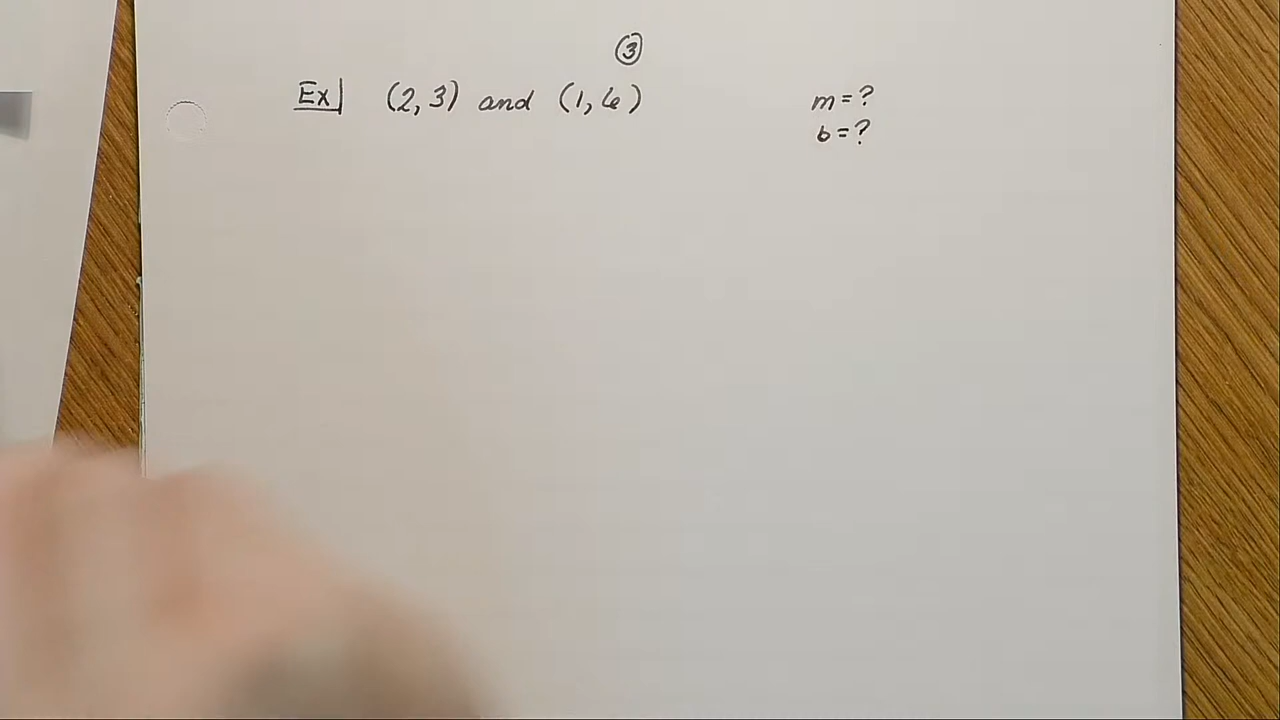 ③
Ex| (2,3) and (1,6)
m=?
b=?